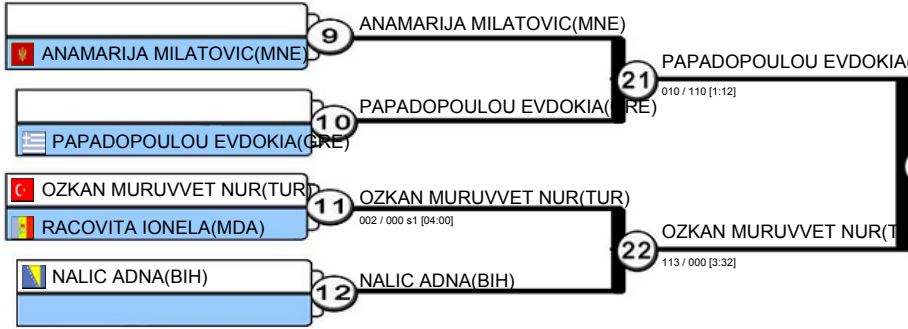 9
ANAMARIJA MILATOVIC(MNE)
ANAMARIJA MILATOVIC(MNE)
21
PAPADOPOULOU EVDOKIA(
010 / 110 [1:12]
10
PAPADOPOULOU EVDOKIA(GRE)
PAPADOPOULOU EVDOKIA(GRE)
OZKAN MURUVVET NUR(TUR)
11
OZKAN MURUVVET NUR(TUR)
002 / 000 s1 [04:00]
RACOVITA IONELA(MDA)
22
OZKAN MURUVVET NUR(T
113 / 000 [3:32]
NALIC ADNA(BIH)
12
NALIC ADNA(BIH)